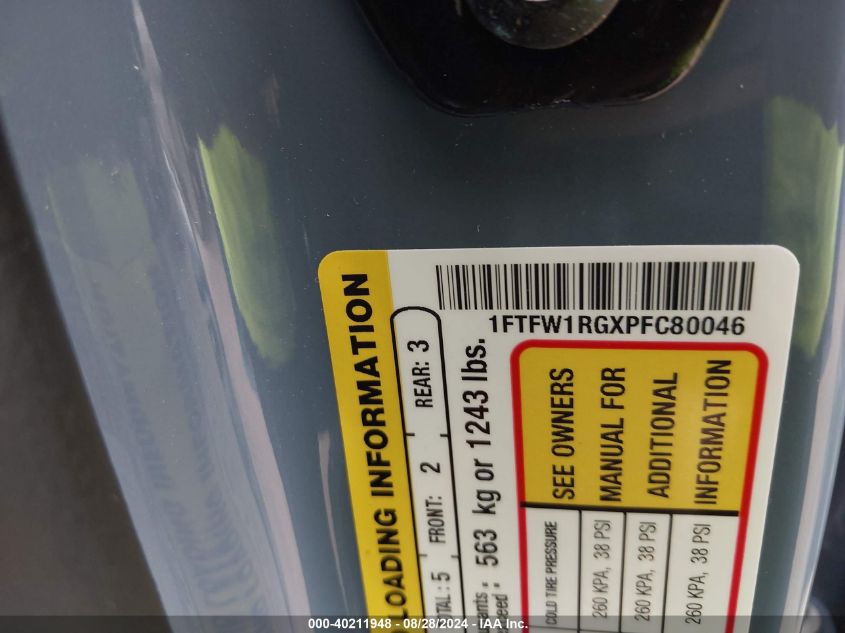 1FTFW1RGXPFC80046
LOADING INFORMATION
5 FRONT: 2 REAR: 3
563 kg or 1243 lbs.
SEE OWNERS
MANUAL FOR
ADDITIONAL
INFORMATION
COLD TIRE PRESSURE
260 KPA, 38 PSI
260 KPA, 38 PSI
260 KPA, 38 PSI
000-40211948 - 08/28/2024 - IAA Inc.